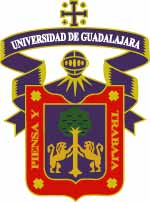 UNIVERSIDAD DE GUADALAJARA
PIENSA Y
TRABAJA